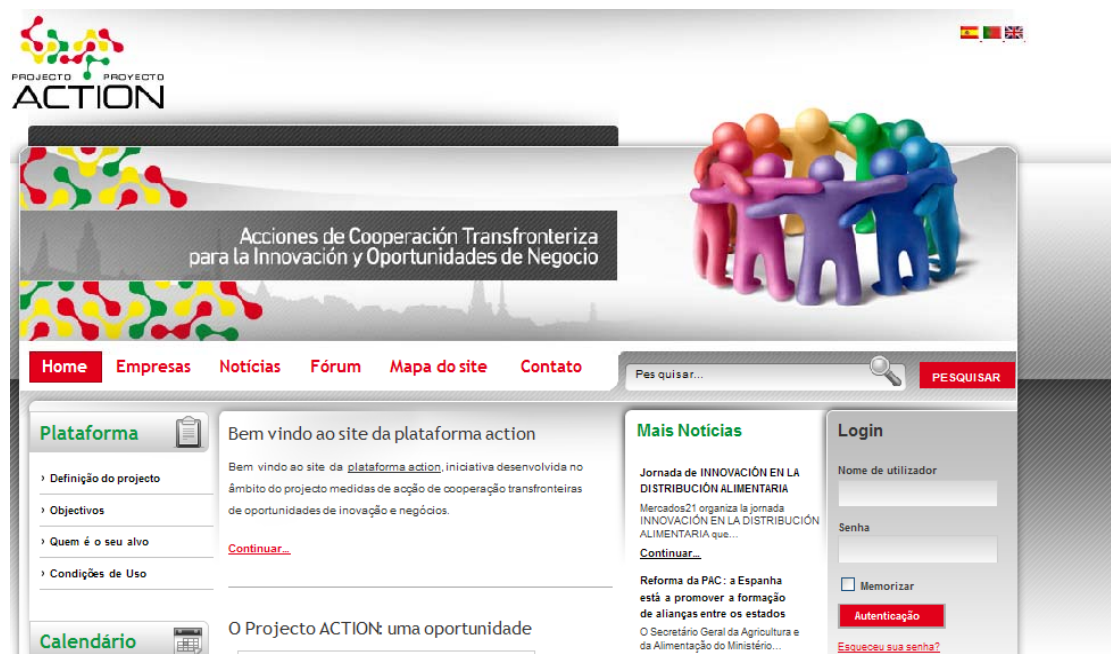 PROJECTO PROYECTO
ACTION
Acciones de Cooperación Transfronteriza
para la Innovación y Oportunidades de Negocio
Home Empresas Notícias Fórum Mapa do site Contato
Pesquisar...
PESQUISAR
Plataforma
› Definição do projecto
› Objectivos
› Quem é o seu alvo
› Condições de Uso
Calendário
Bem vindo ao site da plataforma action
Bem vindo ao site da plataforma action, iniciativa desenvolvida no
âmbito do projecto medidas de acção de cooperação transfronteiras
de oportunidades de inovação e negócios.
Continuar...
O Projecto ACTION: uma oportunidade
Mais Noticias
Jornada de INNOVACIÓN EN LA
DISTRIBUCIÓN ALIMENTARIA
Mercados21 organiza la jornada
INNOVACIÓN EN LA DISTRIBUCIÓN
ALIMENTARIA que...
Continuar...
Reforma da PAC: a Espanha
está a promover a formação
de alianças entre os estados
O Secretário Geral da Agricultura e
da Alimentação do Ministério...
Login
Nome de utilizador
Senha
Memorizar
Autenticação
Esqueceu sua senha?